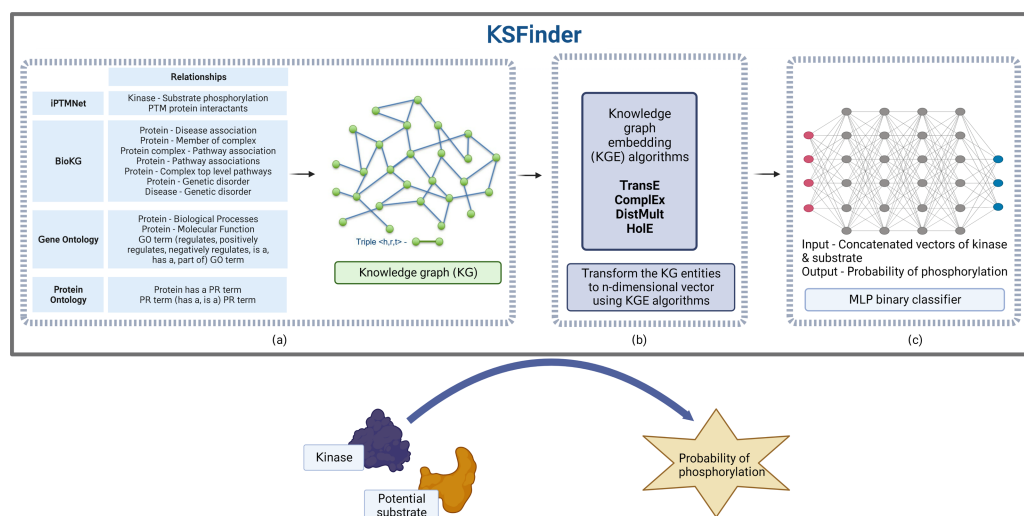 KSFinder
Relationships
iPTMNet
Kinase - Substrate phosphorylation
PTM protein interactants
BioKG
Protein - Disease association
Protein - Member of complex
Protein complex - Pathway association
Protein - Pathway associations
Protein - Complex top level pathways
Protein - Genetic disorder
Disease - Genetic disorder
Gene Ontology
Protein - Biological Processes
Protein - Molecular Function
GO term (regulates, positively
regulates, negatively regulates, is a,
has a, part of) GO term
Protein
Ontology
Protein has a PR term
PR term (has a, is a) PR term
Triple <h,r,t> -
Knowledge graph (KG)
(a)
Knowledge
graph
embedding
(KGE) algorithms
TransE
ComplEx
DistMult
HolE
Transform the KG entities
to n-dimensional vector
using KGE algorithms
(b)
Input - Concatenated vectors of kinase
& substrate
Output - Probability of phosphorylation
MLP binary classifier
(c)
Kinase
Potential
substrate
Probability of
phosphorylation